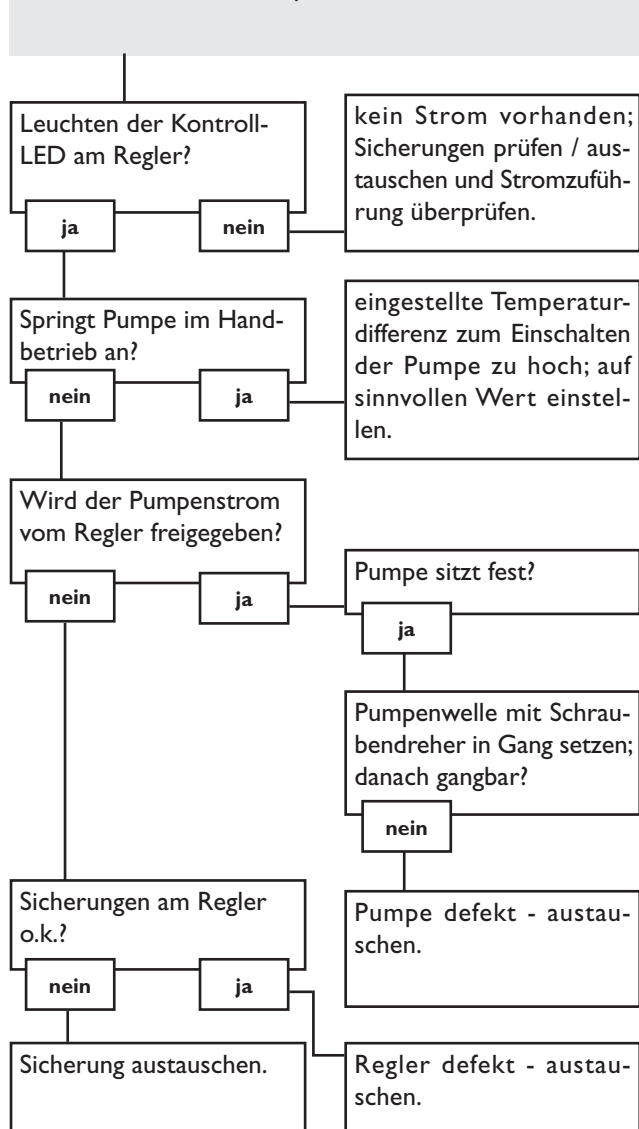 Leuchten der Kontroll-
LED am Regler?
ja
nein
kein Strom vorhanden;
Sicherungen prüfen / aus-
tauschen und Stromzufüh-
rung überprüfen.
Springt Pumpe im Hand-
betrieb an?
nein
ja
eingestellte Temperatur-
differenz zum Einschalten
der Pumpe zu hoch; auf
sinnvollen Wert einstel-
len.
Wird der Pumpenstrom
vom Regler freigegeben?
nein
ja
Pumpe sitzt fest?
ja
Pumpenwelle mit Schrau-
bendreher in Gang setzen;
danach gangbar?
nein
Pumpe defekt - austau-
schen.
Sicherungen am Regler
o.k.?
nein
ja
Sicherung austauschen.
Regler defekt - austau-
schen.